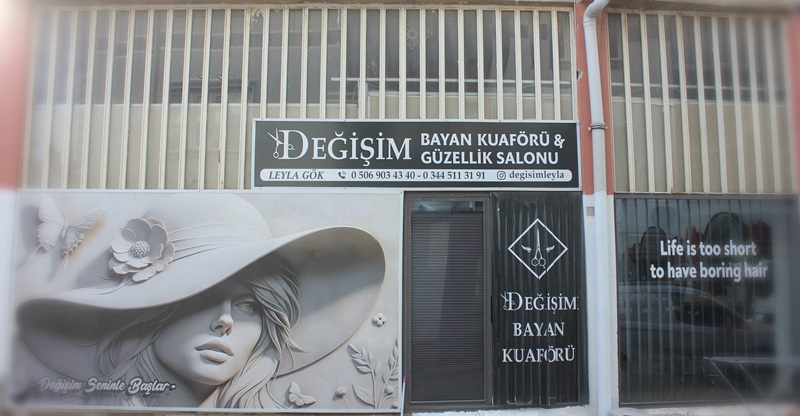 DEĞİŞİM
BAYAN KUAFÖRÜ &
GÜZELLİK SALONU
LEYLA GÖK 0 506 903 43 40 - 0 344 511 31 91 degisimleyla
Life is too short
to have boring hair
DEĞİŞİM
BAYAN
KUAFÖRÜ
- Değişim Seninle Başlar -